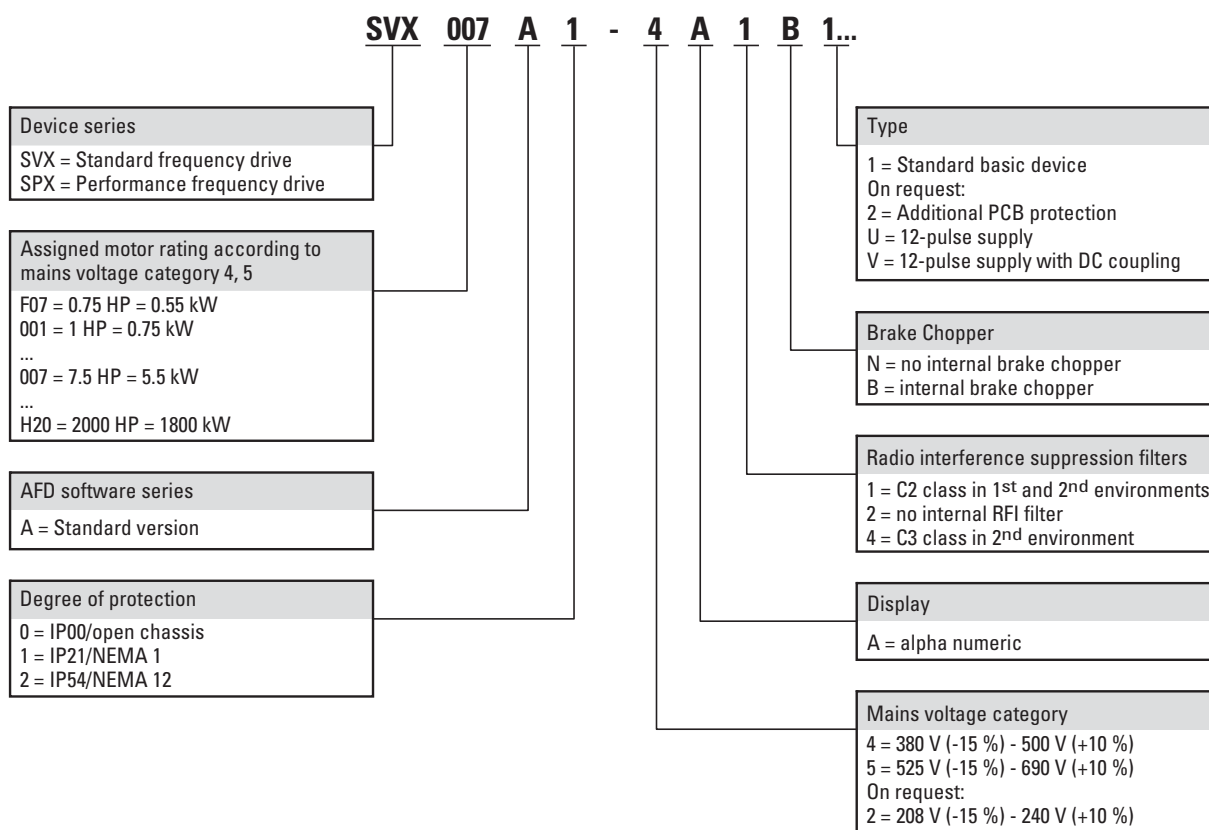 SVX 007 A 1 - 4 A 1 B 1...
Device series
SVX = Standard frequency drive
SPX = Performance frequency drive
Assigned motor rating according to
mains voltage category 4, 5
F07 = 0.75 HP = 0.55 kW
001 = 1 HP = 0.75 kW
...
007 = 7.5 HP = 5.5 kW
...
H20 = 2000 HP = 1800 kW
AFD software series
A = Standard version
Degree of protection
0 = IP00/open chassis
1 = IP21/NEMA 1
2 = IP54/NEMA 12
Type
1 = Standard basic device
On request:
2 = Additional PCB protection
U = 12-pulse supply
V = 12-pulse supply with DC coupling
Brake Chopper
N = no internal brake chopper
B = internal brake chopper
Radio interference suppression filters
1 = C2 class in 1st and 2nd environments
2 = no internal RFI filter
4 = C3 class in 2nd environment
Display
A = alpha numeric
Mains voltage category
4 = 380 V (-15 %) - 500 V (+10 %)
5 = 525 V (-15 %) - 690 V (+10 %)
On request:
2 = 208 V (-15 %) - 240 V (+10 %)